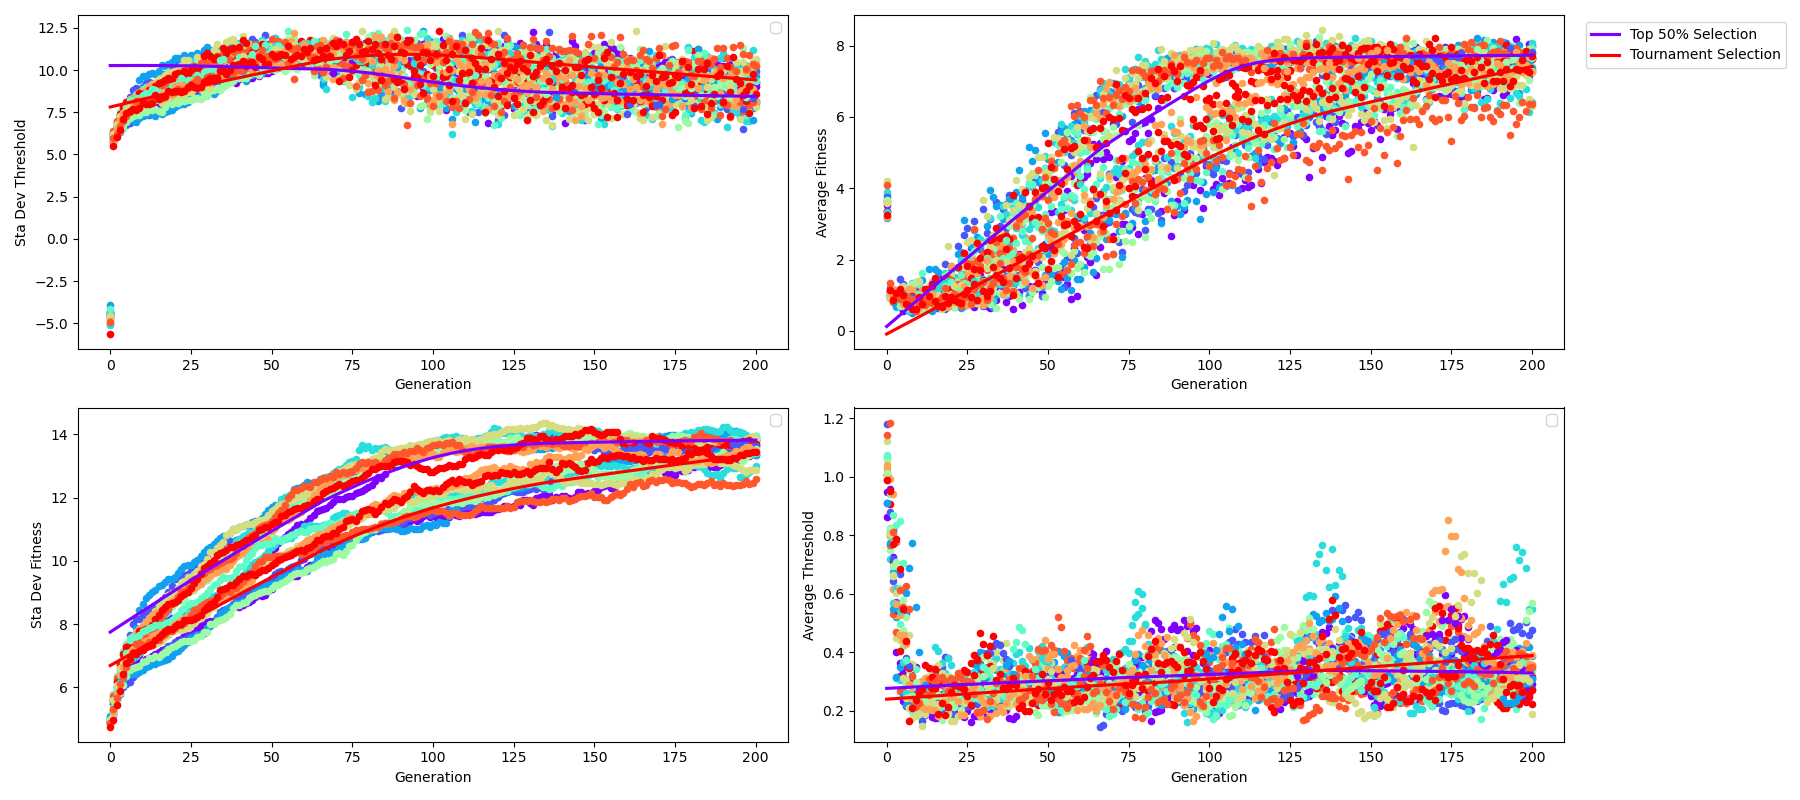 12.5
10.0
7.5
5.0
2.5
0.0
−2.5
−5.0
Sta Dev Threshold
0 25 50 75 100 125 150 175 200
Generation
8
6
4
2
0
Average Fitness
0 25 50 75 100 125 150 175 200
Generation
Top 50% Selection
Tournament Selection
14
12
10
8
6
Sta Dev Fitness
0 25 50 75 100 125 150 175 200
Generation
1.2
1.0
0.8
0.6
0.4
0.2
Average Threshold
0 25 50 75 100 125 150 175 200
Generation